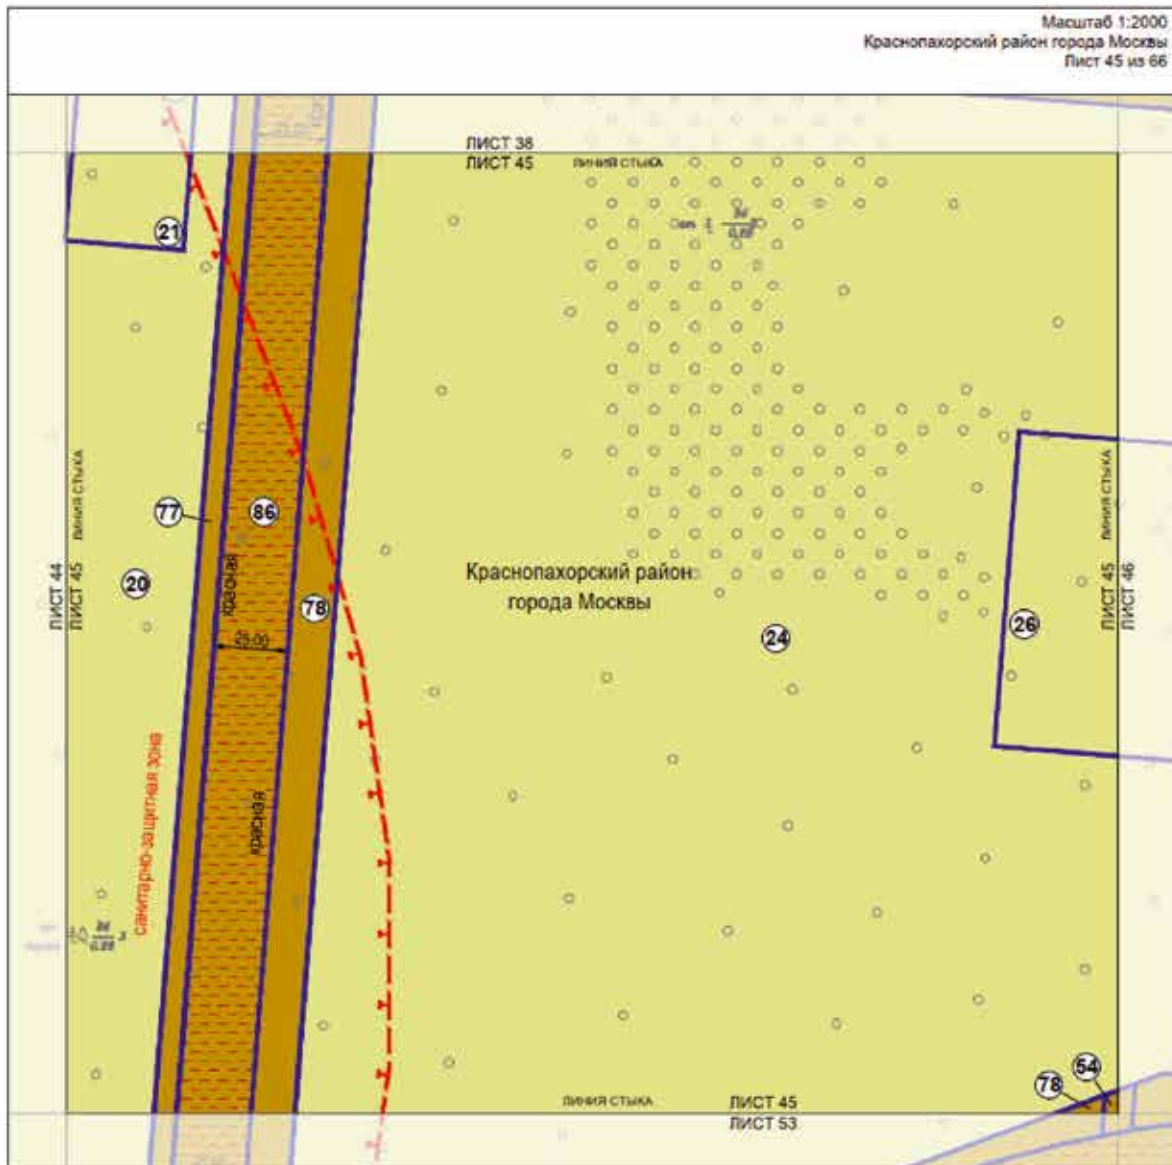 Масштаб 1:2000
Краснопахорский район города Москвы
Лист 45 из 66
ЛИСТ 38
ЛИСТ 45
ЛИНИЯ СТЫКА
21
ЛИНИЯ СТЫКА
ЛИСТ 44
ЛИСТ 45
77
86
20
красная
78
25.00
Краснопахорский район
города Москвы
24
26
ЛИНИЯ СТЫКА
ЛИСТ 45
ЛИСТ 46
санитарно-защитная зона
красная
54
78
ЛИНИЯ СТЫКА
ЛИСТ 45
ЛИСТ 53